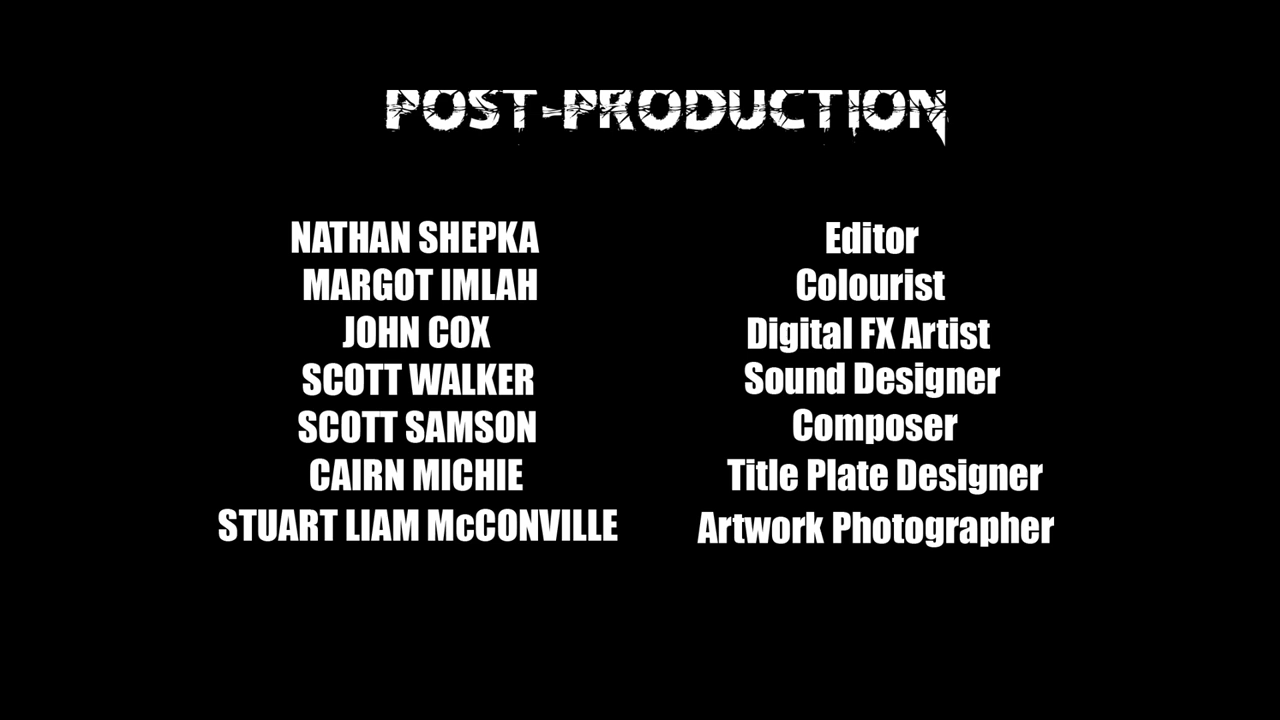 POST-PRODUCTION
NATHAN SHEPKA Editor
MARGOT IMLAH Colourist
JOHN COX Digital FX Artist
SCOTT WALKER Sound Designer
SCOTT SAMSON Composer
CAIRN MICHIE Title Plate Designer
STUART LIAM McCONVILLE Artwork Photographer